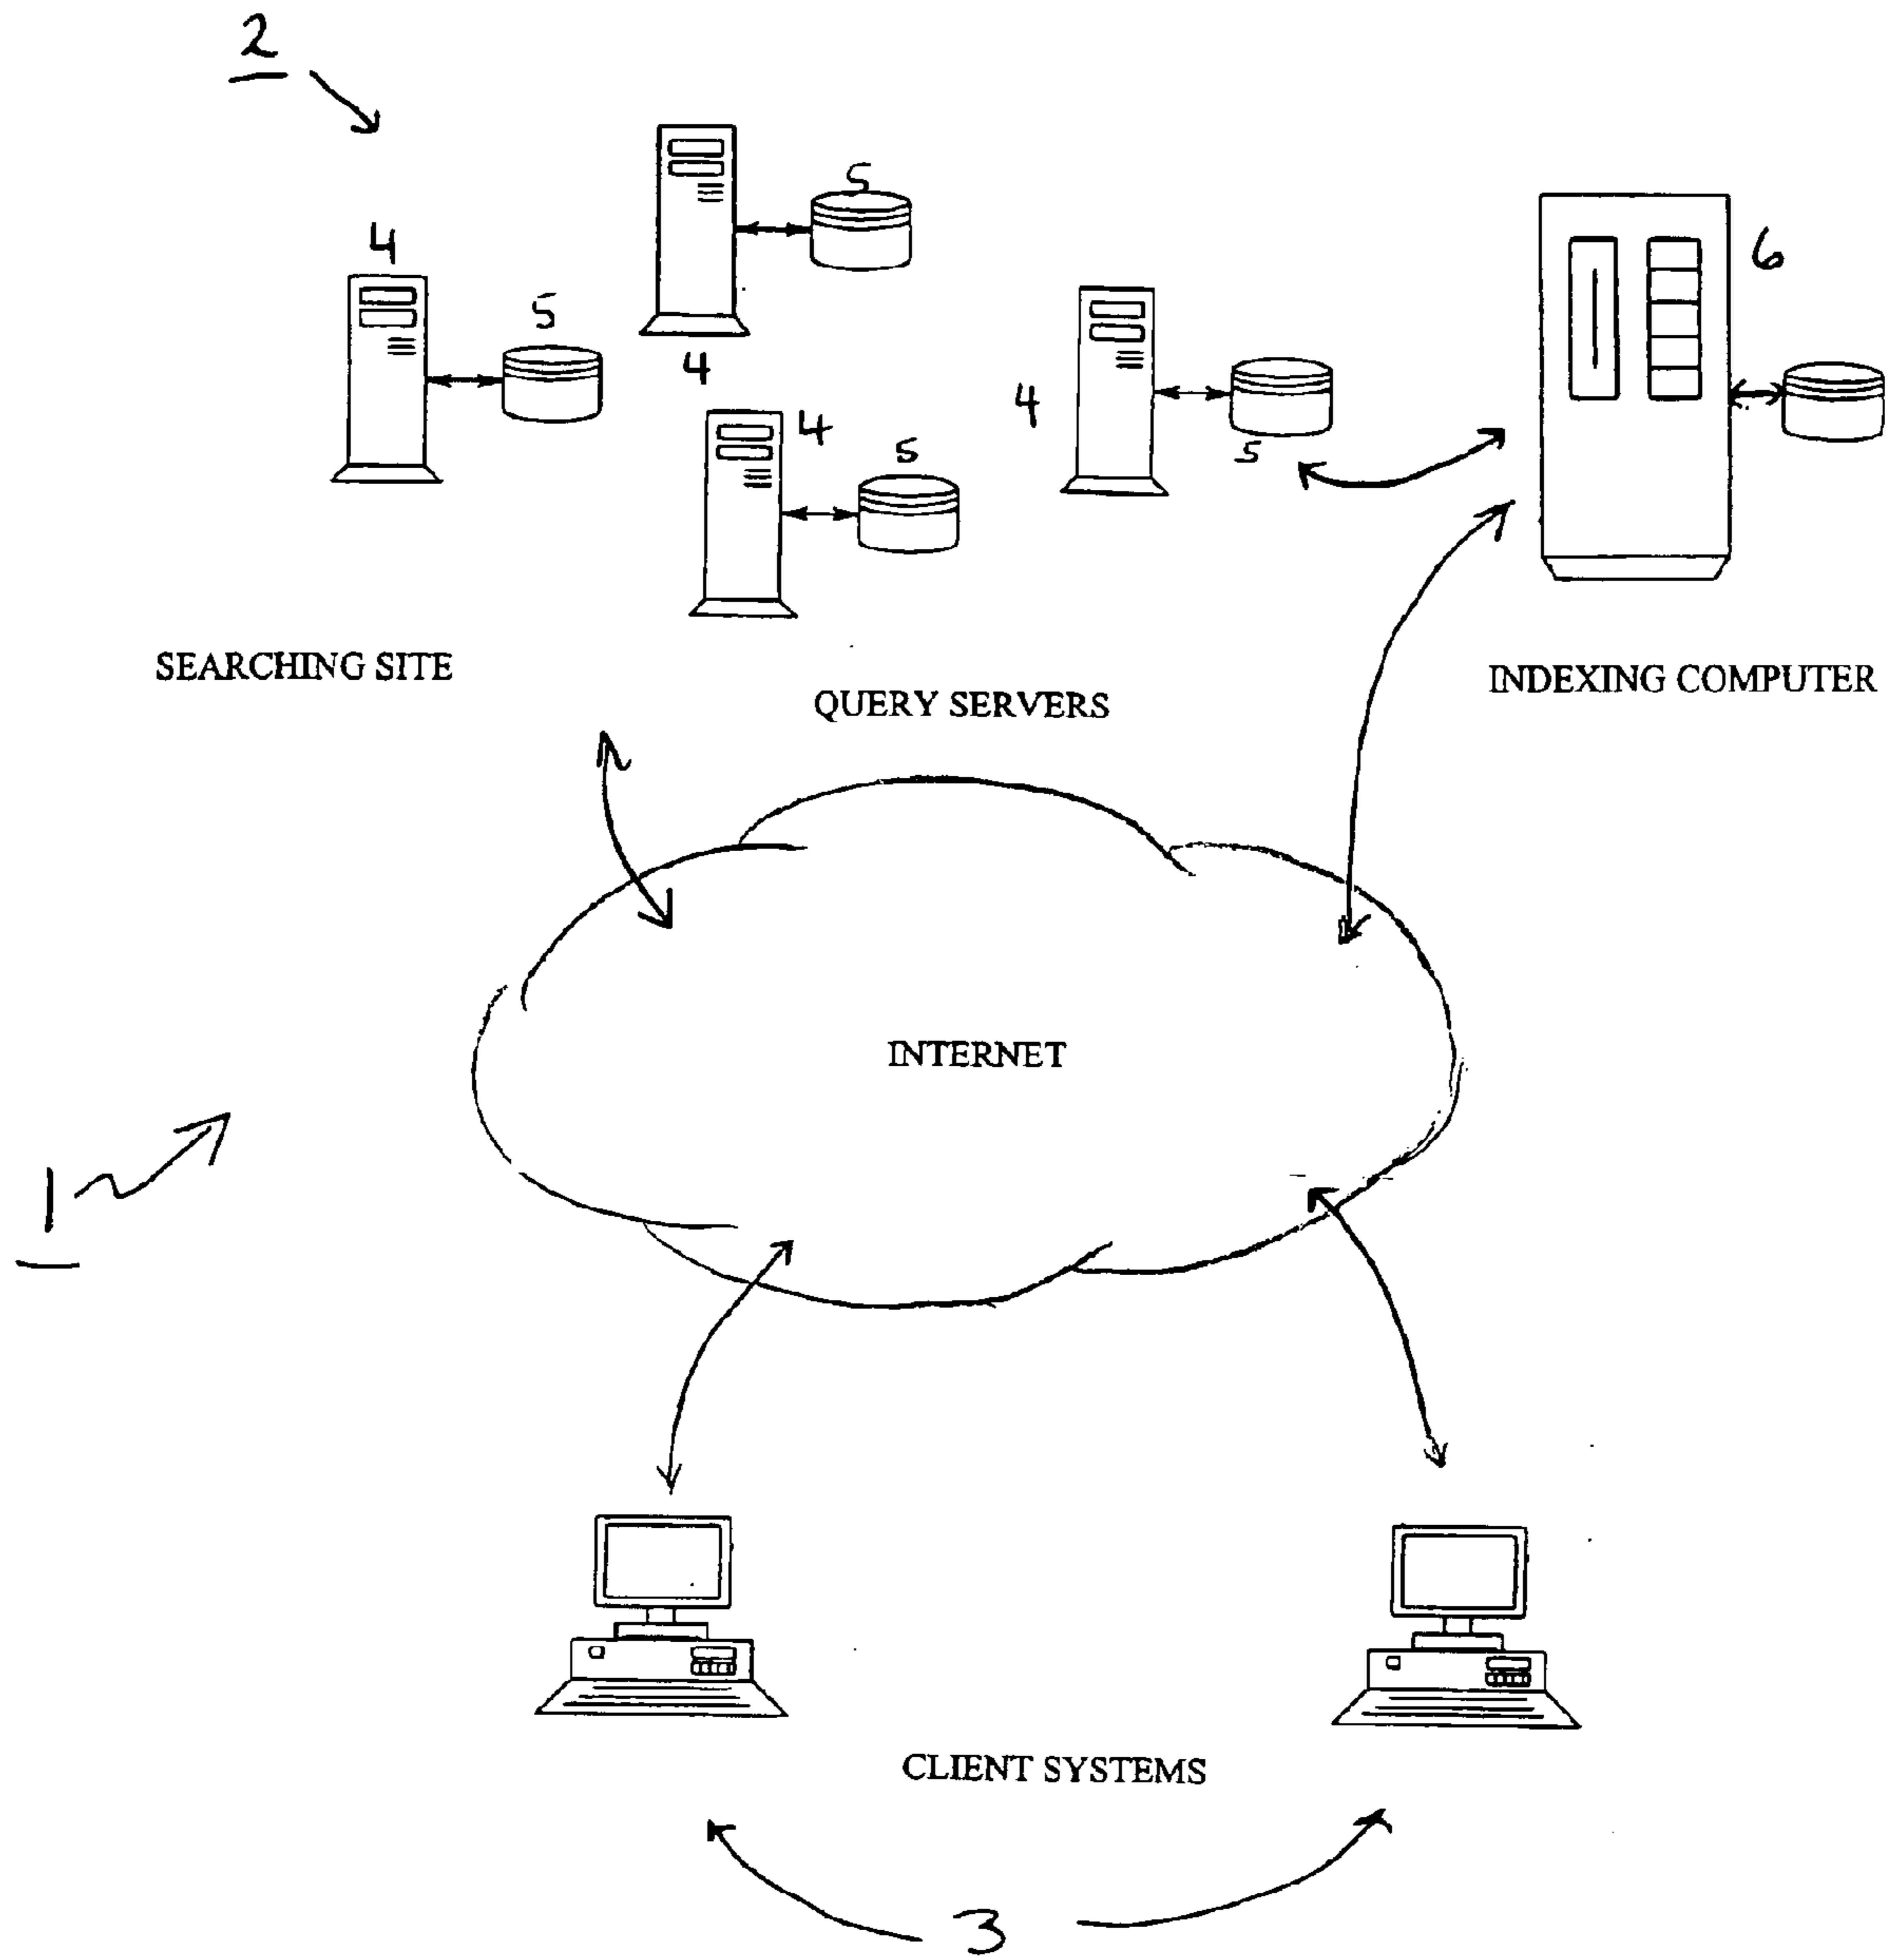 2
5
4
6
5
4
4
4
5
5
SEARCHING SITE
INDEXING COMPUTER
QUERY SERVERS
INTERNET
1
CLIENT SYSTEMS
3